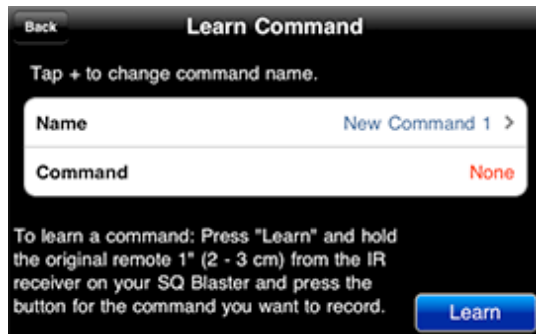 Back Learn Command
Tap + to change command name.
Name New Command 1 >
Command None
To learn a command: Press "Learn" and hold
the original remote 1" (2 - 3 cm) from the IR
receiver on your SQ Blaster and press the
button for the command you want to record.
Learn